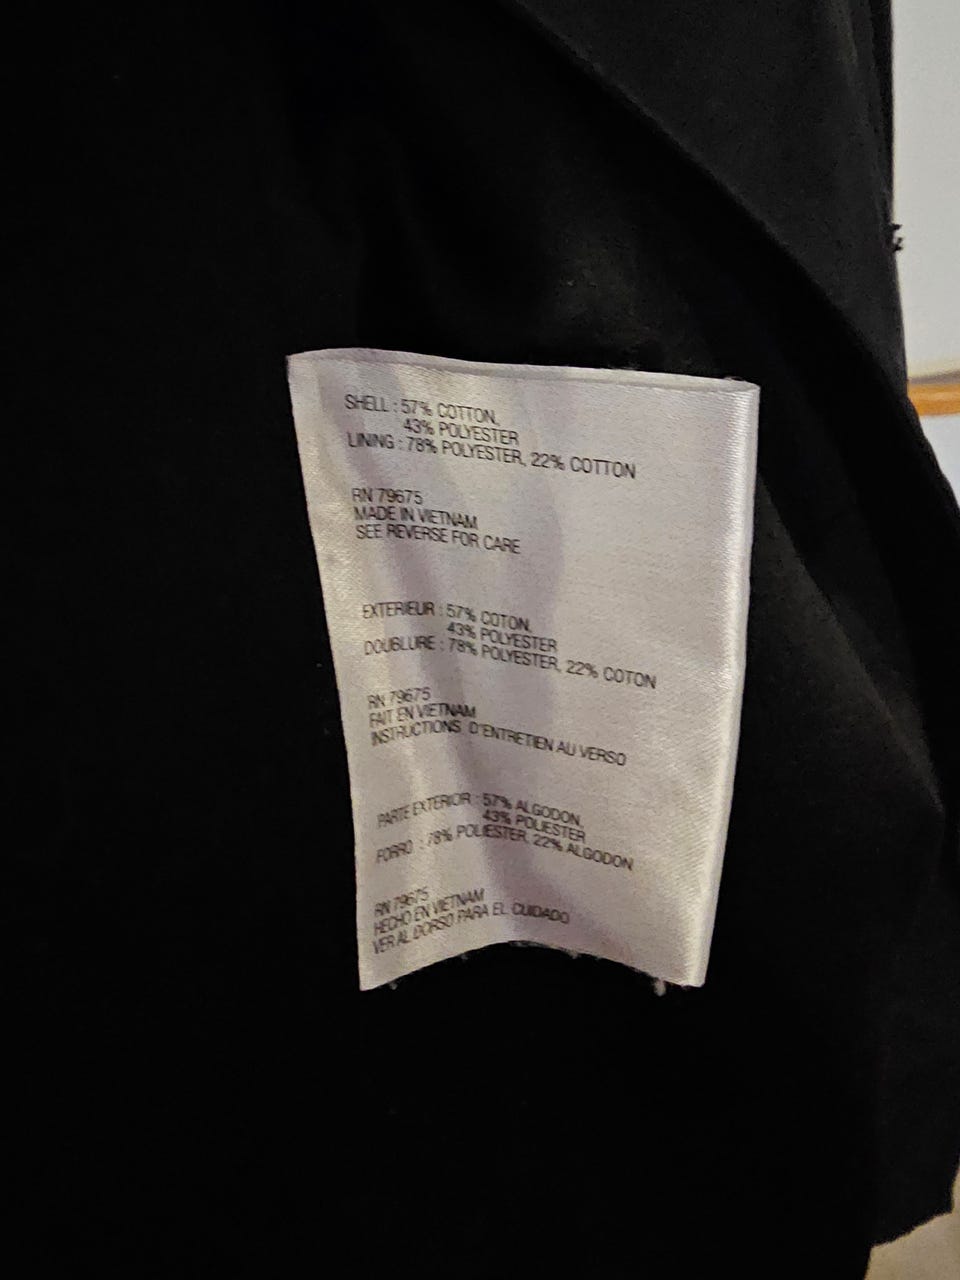 SHELL : 57% COTTON,
43% POLYESTER
LINING : 78% POLYESTER, 22% COTTON
RN 79675
MADE IN VIETNAM
SEE REVERSE FOR CARE
EXTERIEUR : 57% COTON,
43% POLYESTER
DOUBLURE : 78% POLYESTER, 22% COTON
RN 79675
FAIT EN VIETNAM
INSTRUCTIONS D'ENTRETIEN AU VERSO
PARTE EXTERIOR : 57% ALGODON,
43% POLIESTER
FORRO : 78% POLIESTER, 22% ALGODON
RN 79675
HECHO EN VIETNAM
VER AL DORSO PARA EL CUIDADO